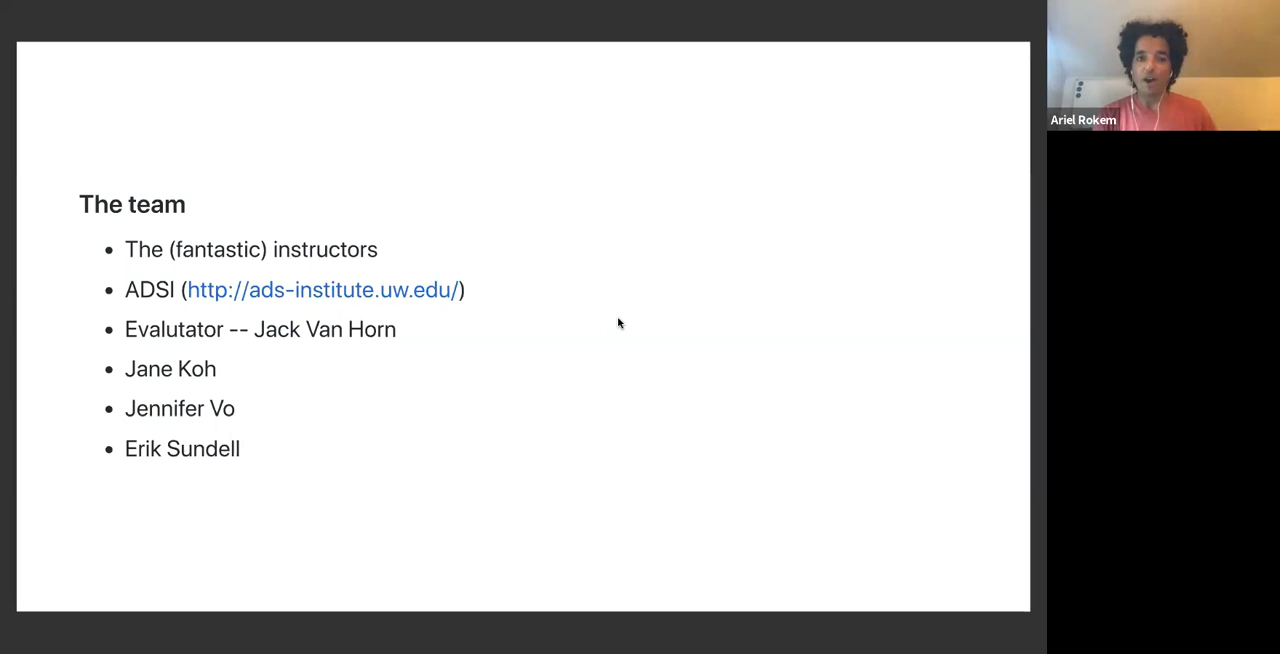 The team
The (fantastic) instructors
ADSI (http://ads-institute.uw.edu/)
Evalutator -- Jack Van Horn
Jane Koh
Jennifer Vo
Erik Sundell
Ariel Rokem